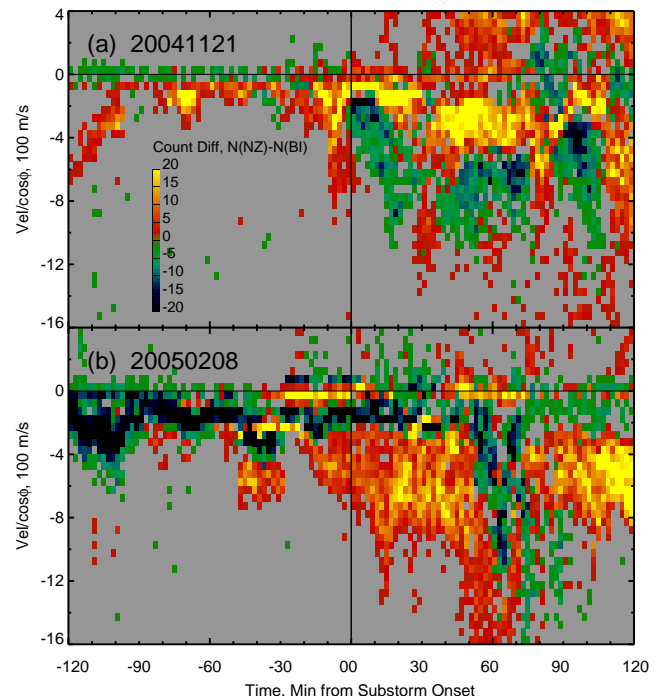 4
(a) 20041121
0
-4
Count Diff, N(NZ)-N(BI)
20
15
10
5
0
-5
-10
-15
-20
-8
-12
-16
Vel/cosϕ, 100 m/s
(b) 20050208
0
-4
-8
-12
-16
Vel/cosϕ, 100 m/s
-120 -90 -60 -30 00 30 60 90 120
Time, Min from Substorm Onset